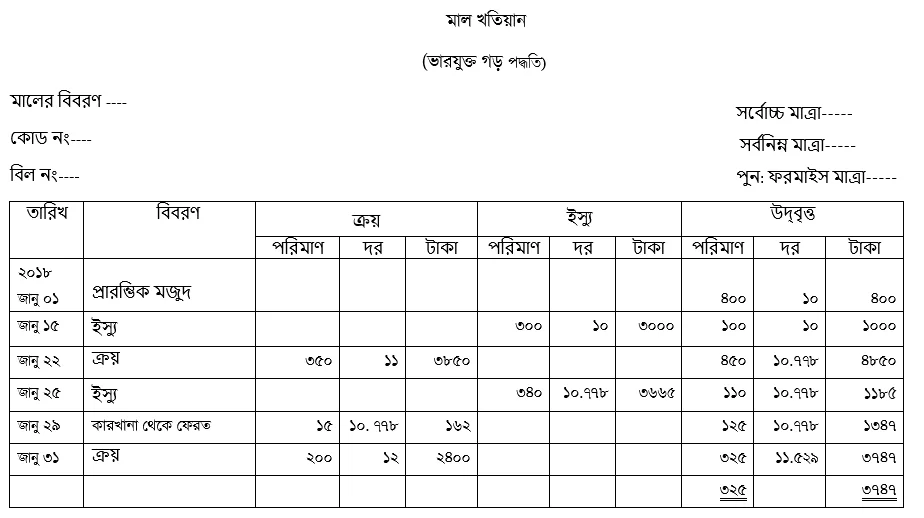 মাল খতিয়ান
(ভারযুক্ত গড় পদ্ধতি)
মালের বিবরণ ----
সর্বোচ্চ মাত্রা-----
কোড নং----
সর্বনিম্ন মাত্রা-----
বিল নং----
পুন: ফরমাইস মাত্রা-----
তারিখ বিবরণ ক্রয় ইস্যু উদ্‌বৃত্ত
পরিমাণ দর টাকা পরিমাণ দর টাকা পরিমাণ দর টাকা
২০১৮
জানু ০১ প্রারম্ভিক মজুদ ৪০০ ১০ ৪০০
জানু ১৫ ইস্যু ৩০০ ১০ ৩০০০ ১০০ ১০ ১০০০
জানু ২২ ক্রয় ৩৫০ ১১ ৩৮৫০ ৪৫০ ১০.৭৭৮ ৪৮৫০
জানু ২৫ ইস্যু ৩৪০ ১০.৭৭৮ ৩৬৬৫ ১১০ ১০.৭৭৮ ১১৮৫
জানু ২৯ কারখানা থেকে ফেরত ১৫ ১০. ৭৭৮ ১৬২ ১২৫ ১০.৭৭৮ ১৩৪৭
জানু ৩১ ক্রয় ২০০ ১২ ২৪০০ ৩২৫ ১১.৫২৯ ৩৭৪৭
৩২৫ ৩৭৪৭